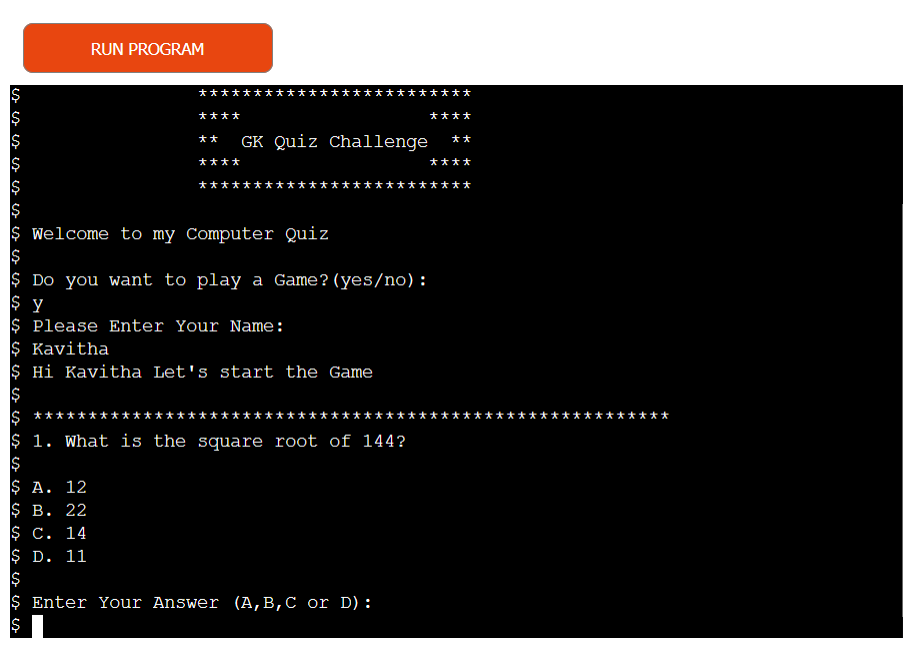 RUN PROGRAM
$ *************************
$ **** ****
$ ** GK Quiz Challenge **
$ **** ****
$ *************************
$
$ Welcome to my Computer Quiz
$
$ Do you want to play a Game?(yes/no):
$ y
$ Please Enter Your Name:
$ Kavitha
$ Hi Kavitha Let's start the Game
$
$ **********************************************************
$ 1. What is the square root of 144?
$
$ A. 12
$ B. 22
$ C. 14
$ D. 11
$
$ Enter Your Answer (A,B,C or D):
$